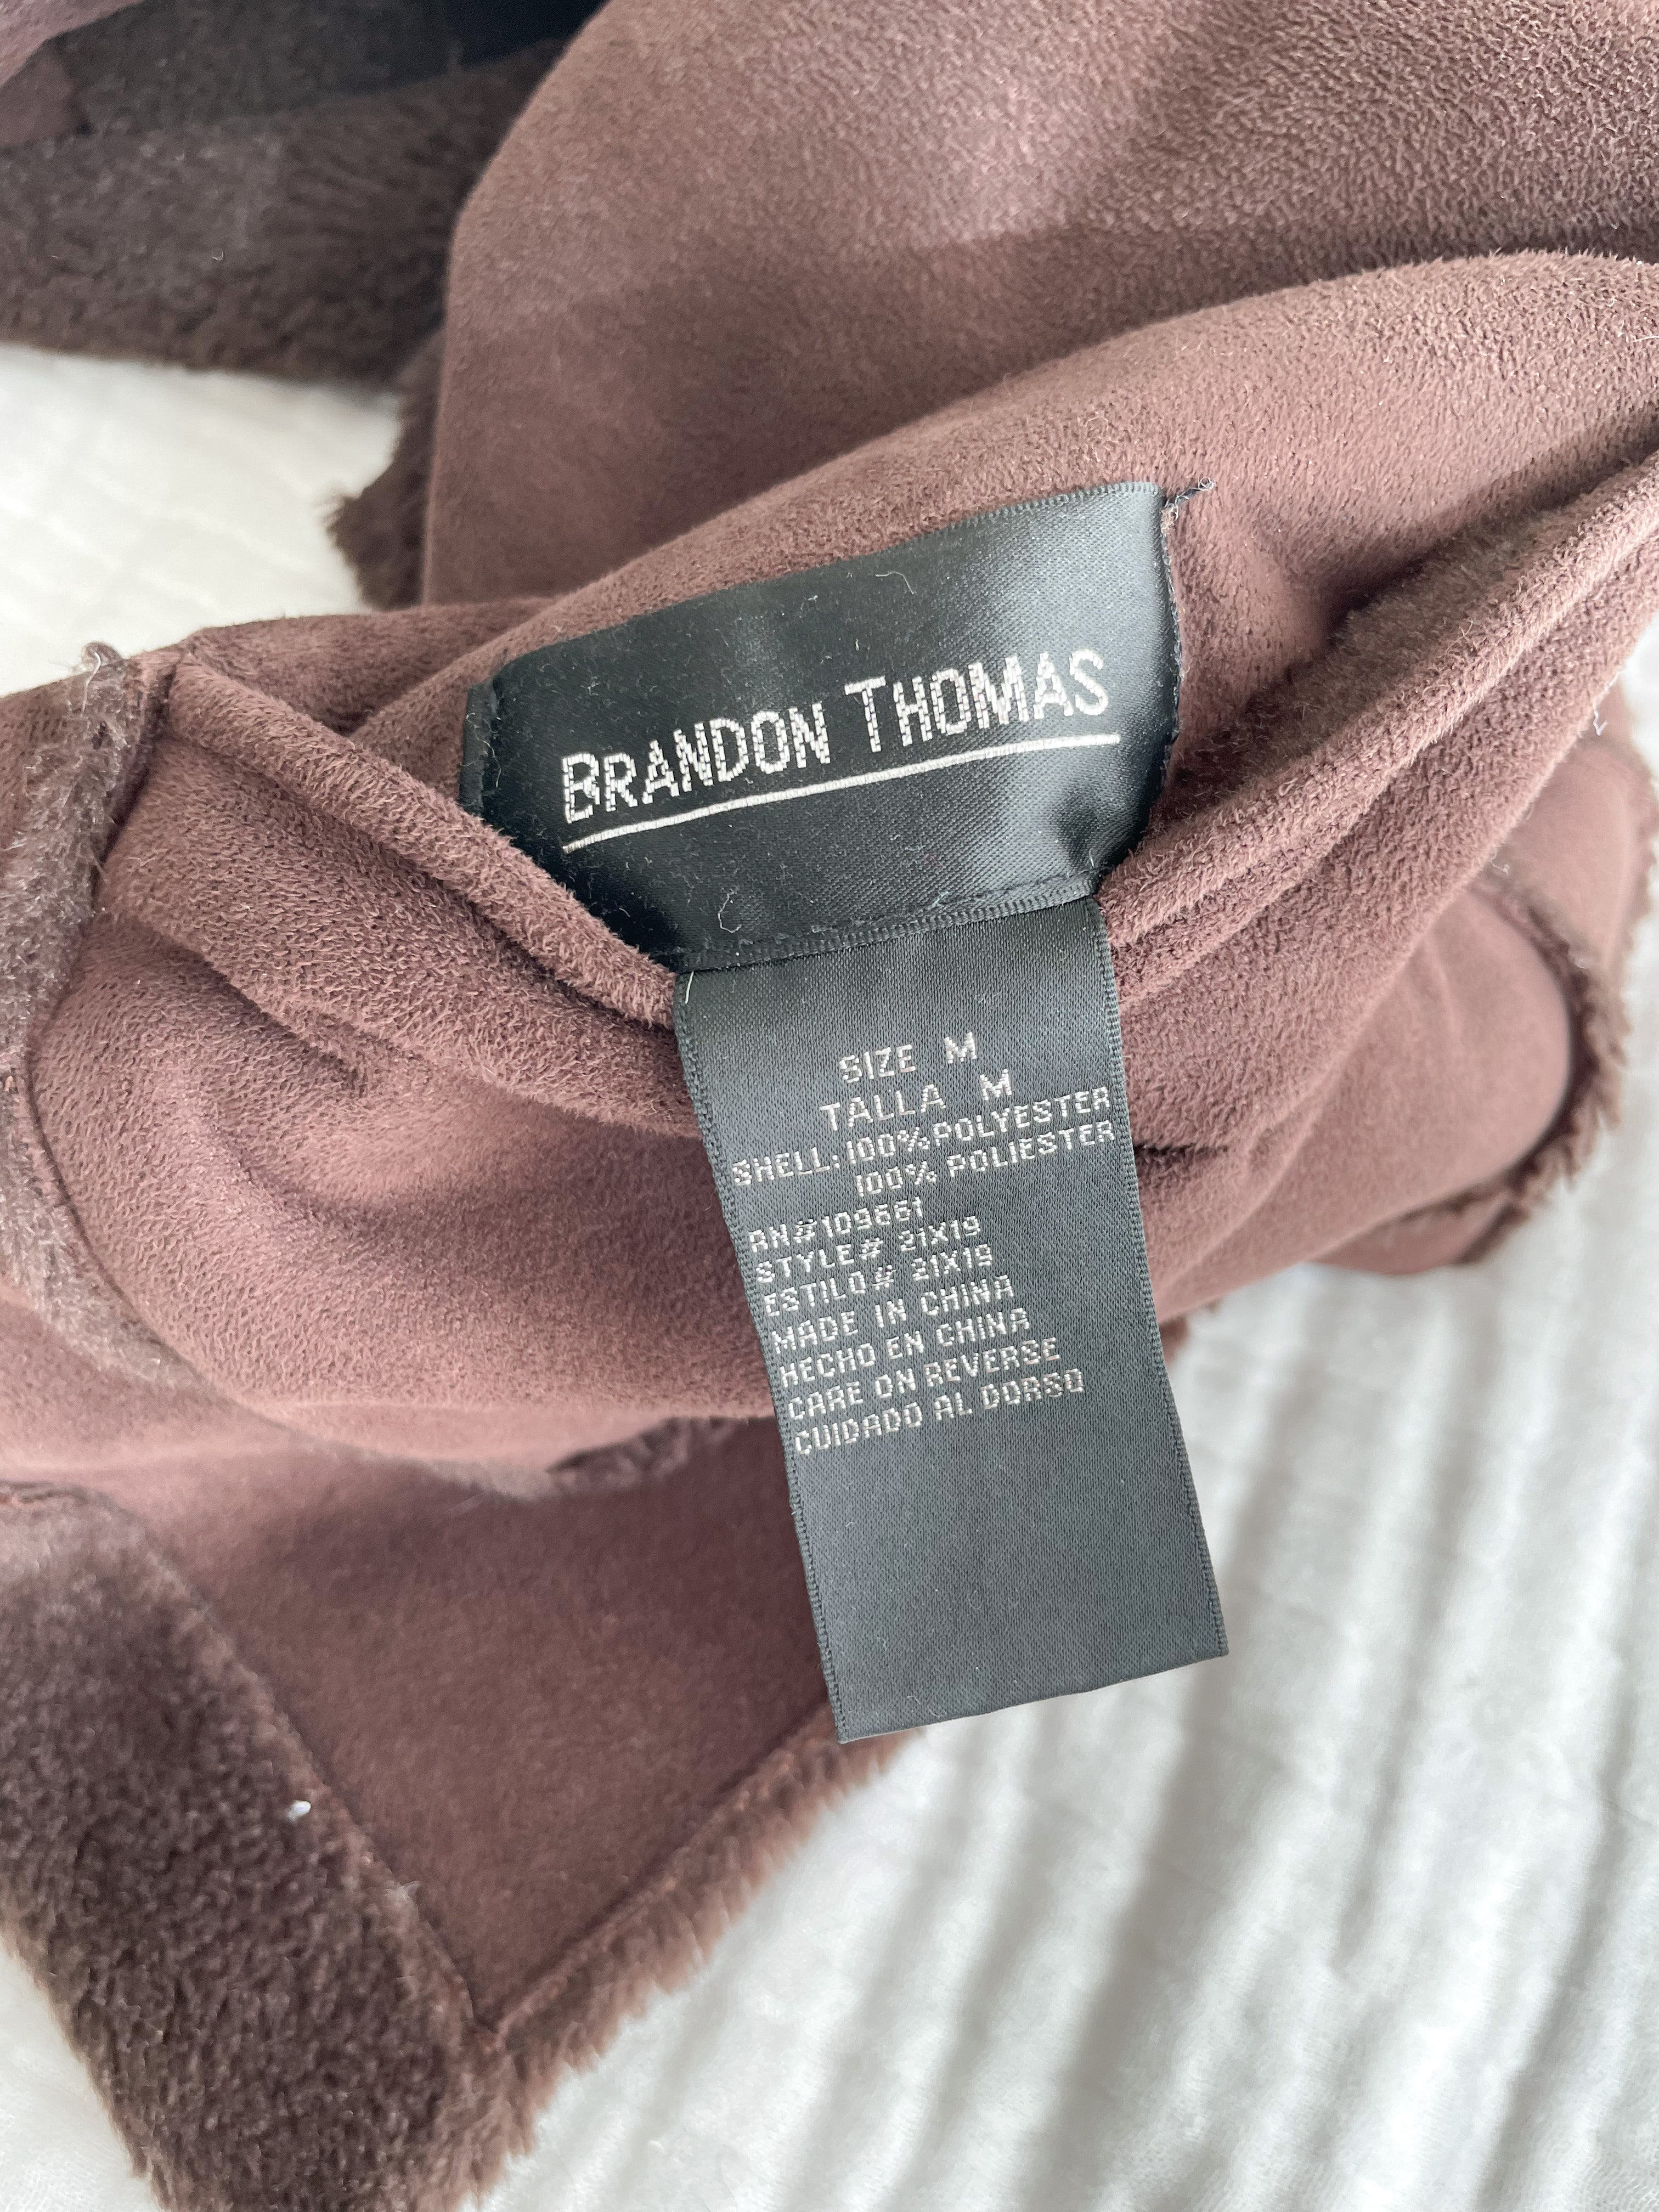 BRANDON THOMAS
SIZE M
TALLA M
SHELL: 100% POLYESTER
100% POLIESTER
RN# 109661
STYLE# 21X19
ESTILO# 21X19
MADE IN CHINA
HECHO EN CHINA
CARE ON REVERSE
CUIDADO AL DORSO